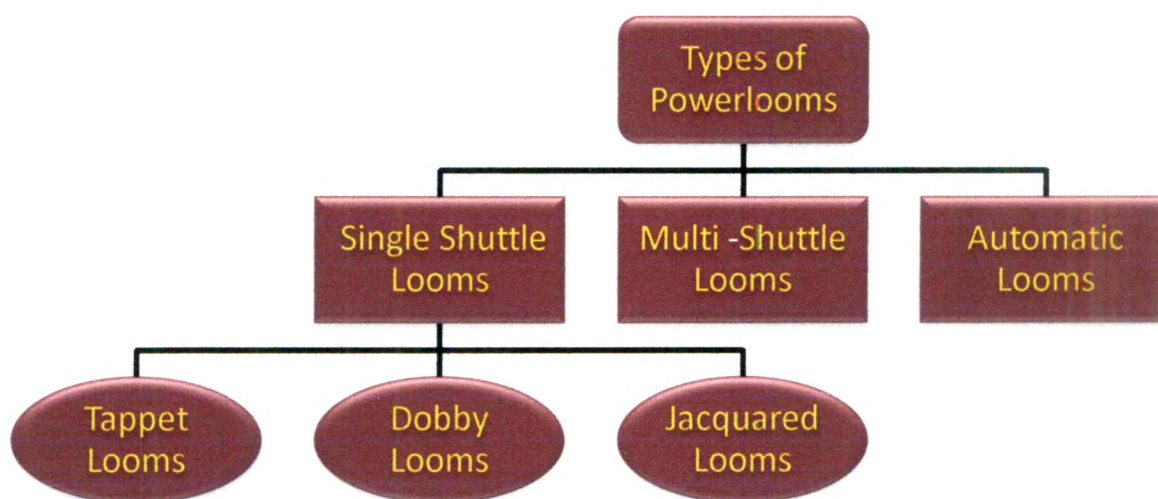 Types of
Powerlooms
Single Shuttle
Looms
Multi -Shuttle
Looms
Automatic
Looms
Tappet
Looms
Dobby
Looms
Jacquared
Looms